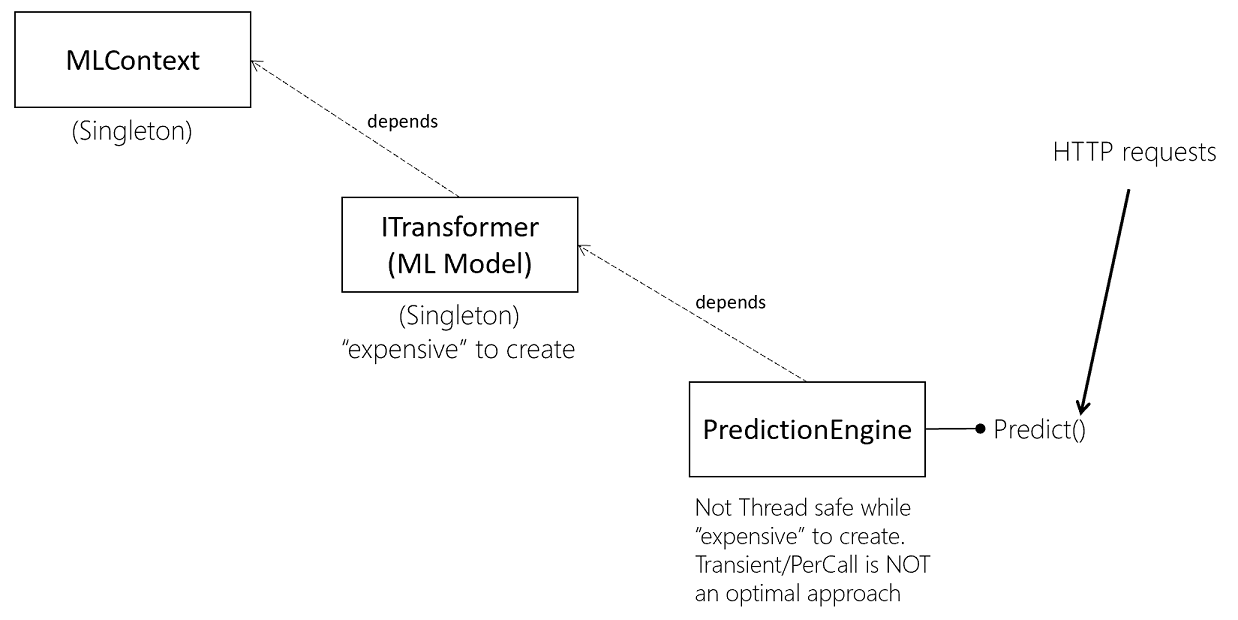 MLContext
(Singleton)
depends
HTTP requests
ITransformer
(ML Model)
(Singleton)
“expensive” to create
depends
PredictionEngine
Predict()
Not Thread safe while
“expensive” to create.
Transient/PerCall is NOT
an optimal approach